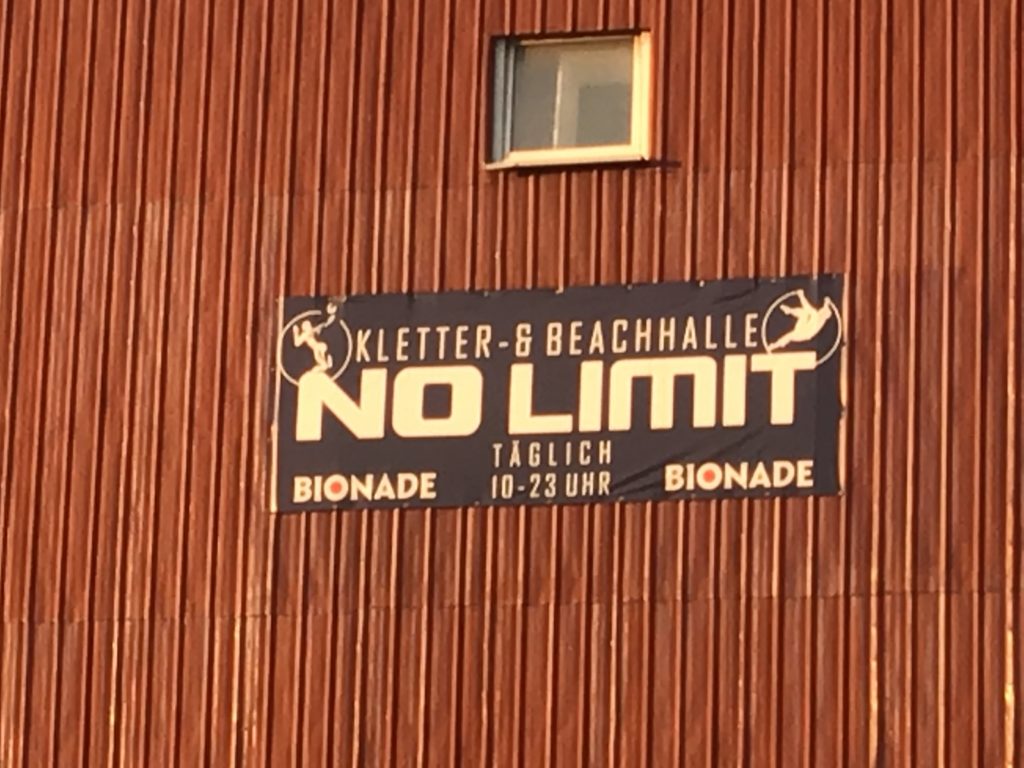 KLETTER-& BEACHHALLE
NO LIMIT
TÄGLICH
10-23 UHR
BIONADE
BIONADE